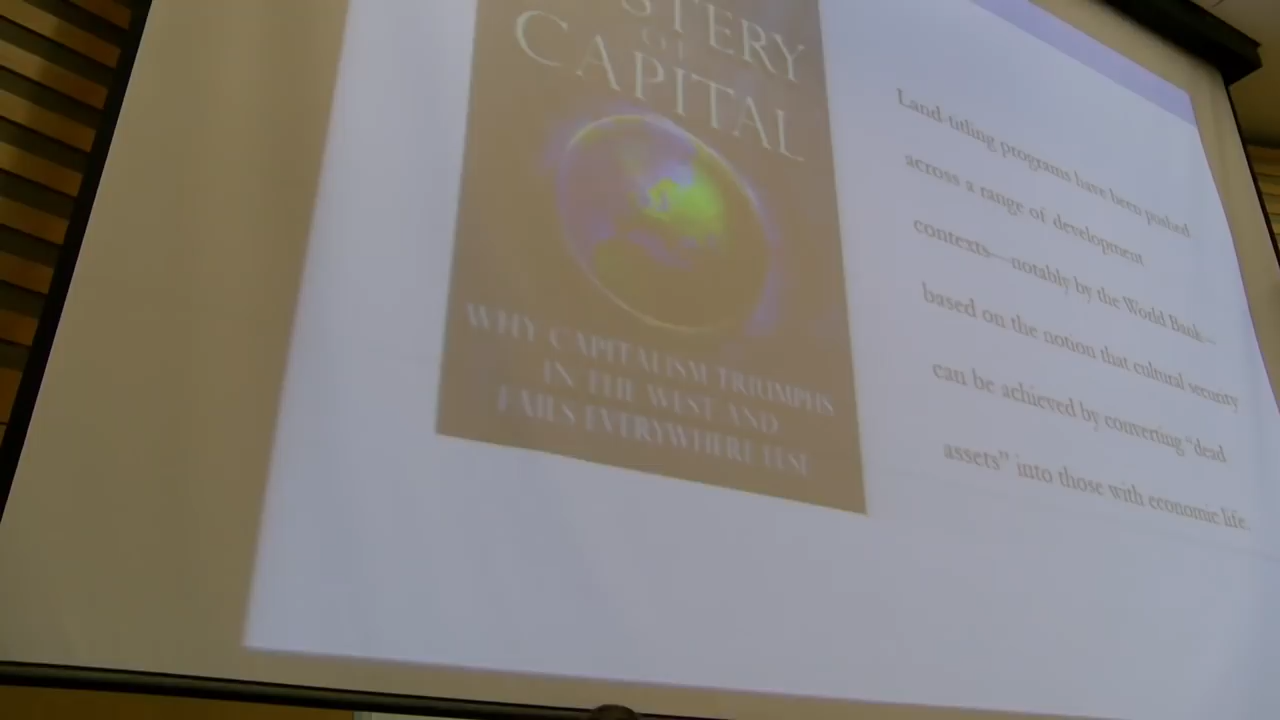 STERY
OF
CAPITAL
WHY CAPITALISM TRIUMPHS
IN THE WEST AND
FAILS EVERYWHERE ELSE
Land-titling programs have been pushed
across a range of development
contexts—notably by the World Bank—
based on the notion that cultural security
can be achieved by converting “dead
assets” into those with economic life.